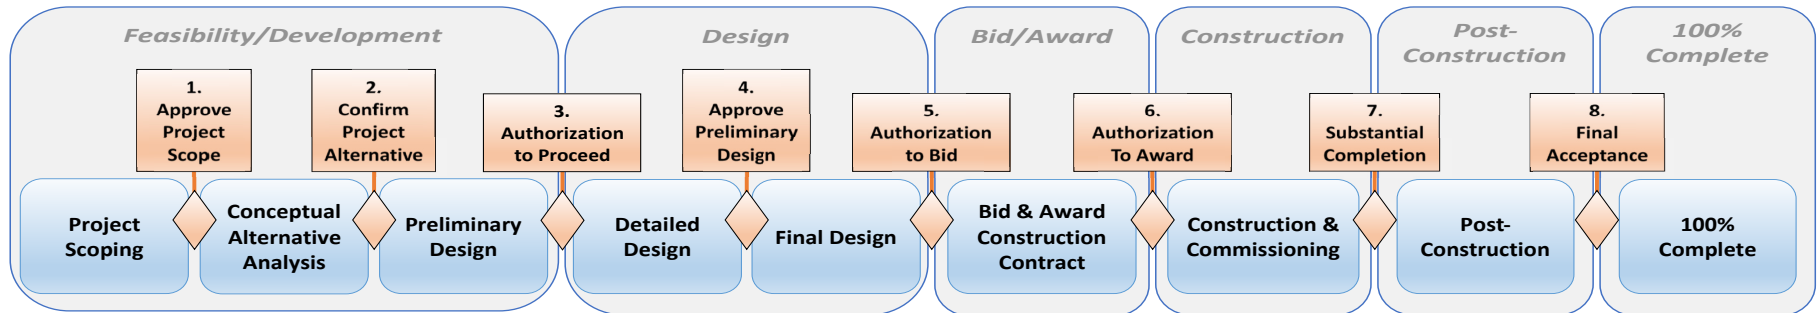 Feasibility/Development
Design
Bid/Award
Construction
Post-
Construction
100%
Complete
1.
Approve
Project
Scope
2.
Confirm
Project
Alternative
3.
Authorization
to Proceed
4.
Approve
Preliminary
Design
5.
Authorization
to Bid
6.
Authorization
To Award
7.
Substantial
Completion
8.
Final
Acceptance
Project
Scoping
Conceptual
Alternative
Analysis
Preliminary
Design
Detailed
Design
Final Design
Bid & Award
Construction
Contract
Construction &
Commissioning
Post-
Construction
100%
Complete